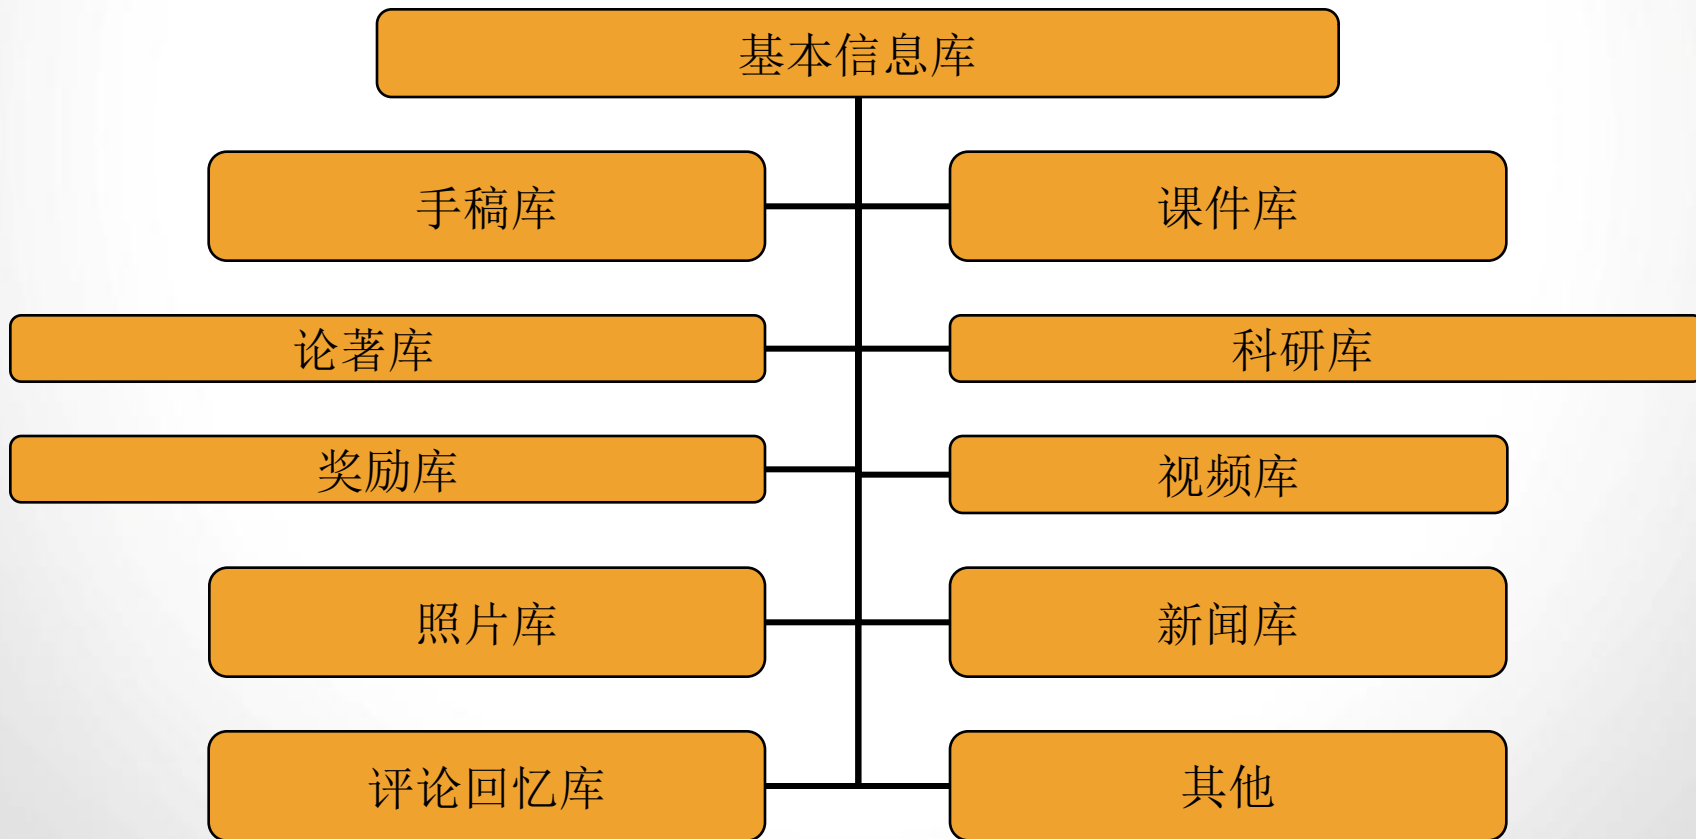 基本信息库
手稿库
课件库
论著库
科研库
奖励库
视频库
照片库
新闻库
评论回忆库
其他